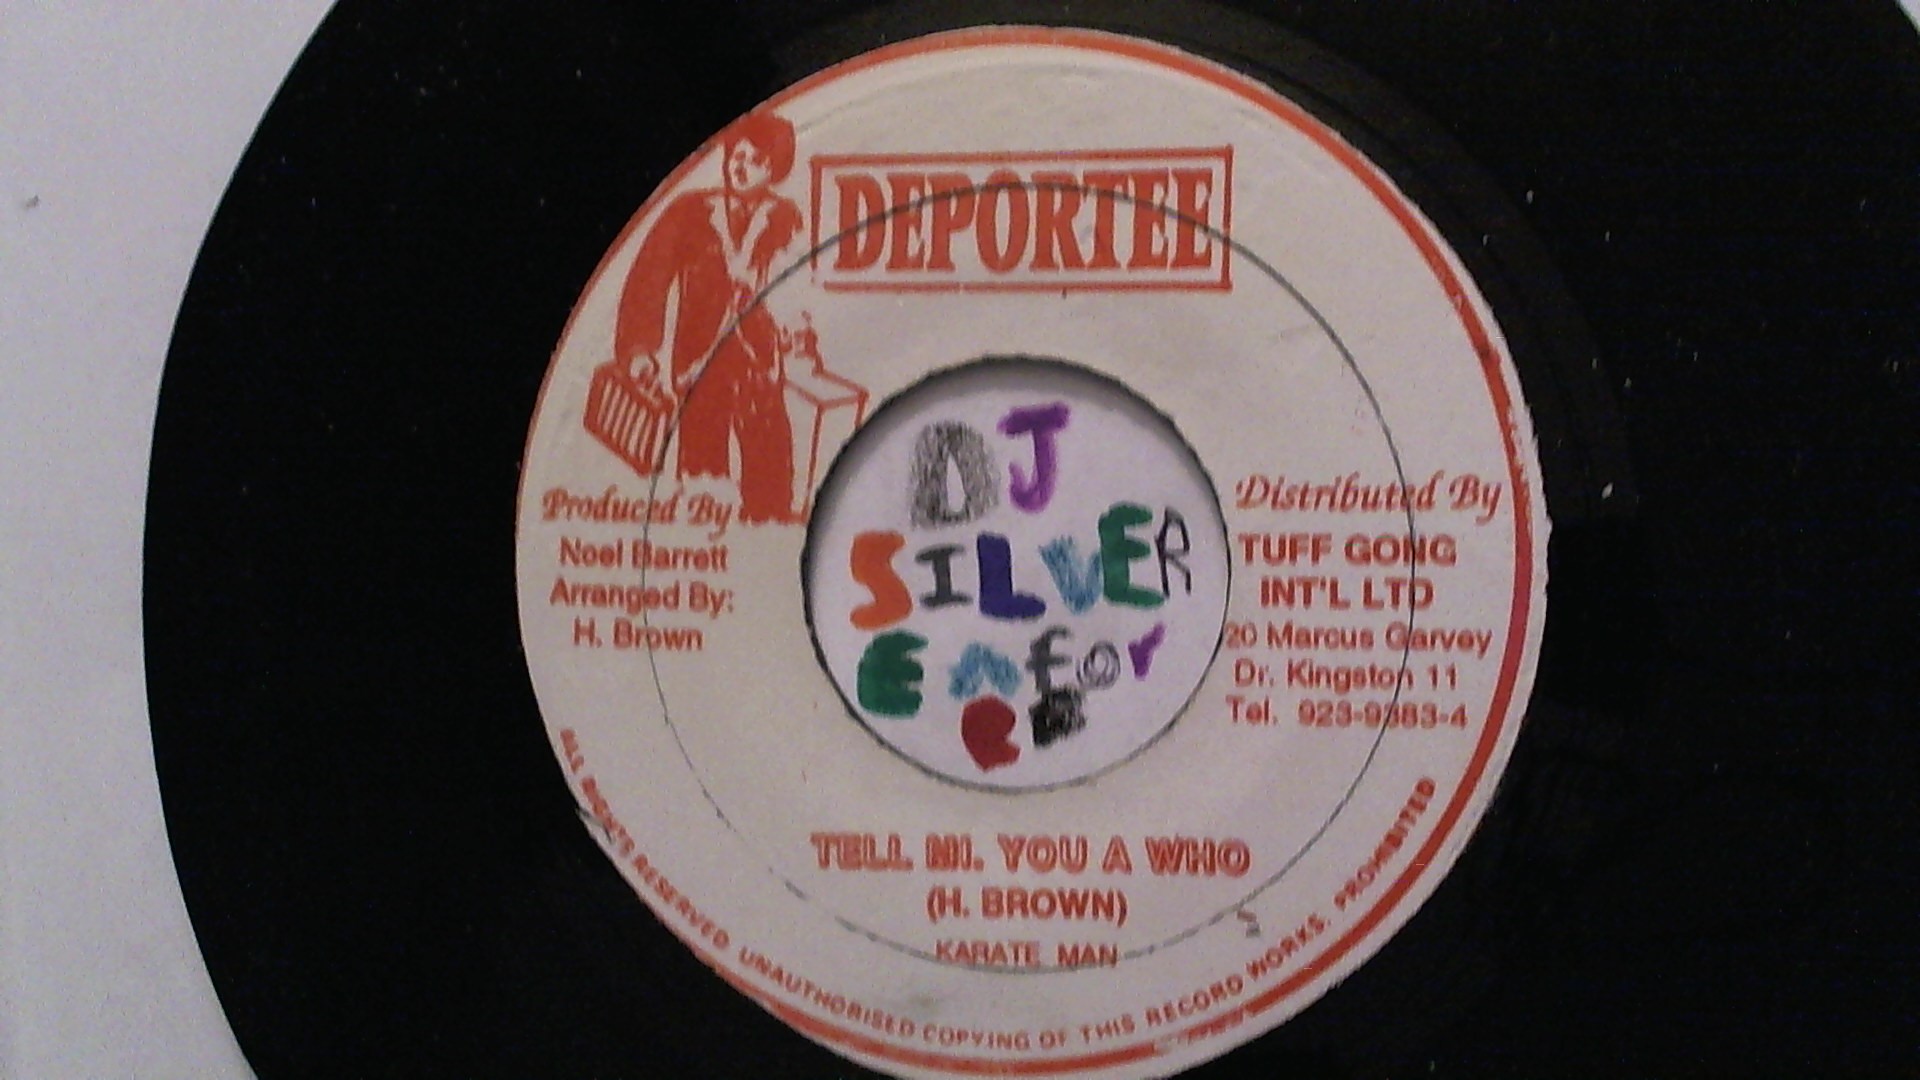 DEPORTEE
Produced By
Noel Barrett
Arranged By:
H. Brown
DJ
SILVER
Distributed By
TUFF GONG
INT'L LTD
20 Marcus Garvey
Dr. Kingston 11
Tel. 923-9383-4
TELL MI. YOU A WHO
(H. BROWN)
KARATE MAN
ALL RIGHTS RESERVED. UNAUTHORISED COPYING OF THIS RECORD WORKS. PROHIBITED